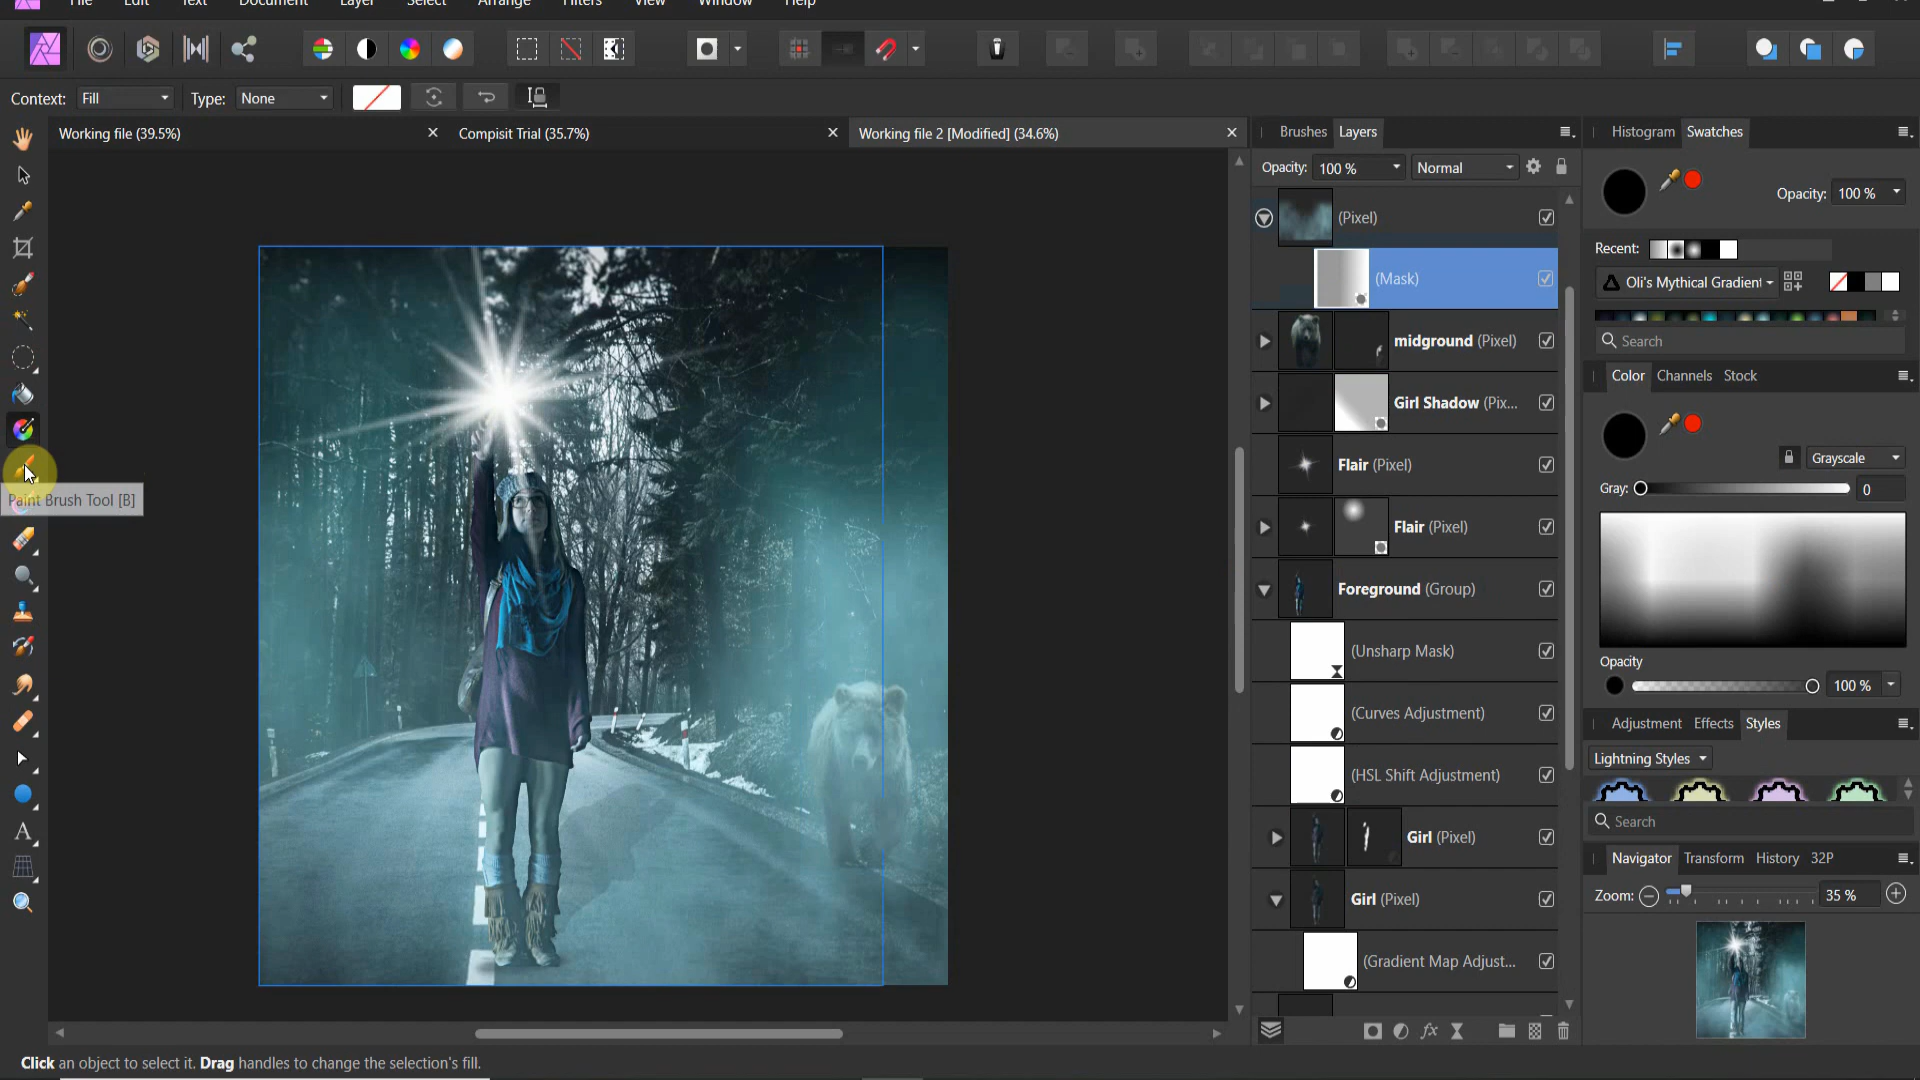 File Edit Text Document Layer Select Arrange Filters View Window Help
Context: Fill Type: None
Working file (39.5%) Compisit Trial (35.7%) Working file 2 [Modified] (34.6%)
Brushes Layers
Histogram Swatches
Opacity: 100 % Normal
Opacity: 100 %
(Pixel)
Recent:
(Mask)
Oli's Mythical Gradient
midground (Pixel)
Search
Color Channels Stock
Girl Shadow (Pix...
Grayscale
Flair (Pixel)
Gray: 0
Paint Brush Tool [B]
Flair (Pixel)
Foreground (Group)
(Unsharp Mask)
Opacity
100 %
(Curves Adjustment)
Adjustment Effects Styles
Lightning Styles
(HSL Shift Adjustment)
Search
Girl (Pixel)
Navigator Transform History 32P
Zoom: 35 %
Girl (Pixel)
(Gradient Map Adjust...
fx
Click an object to select it. Drag handles to change the selection's fill.